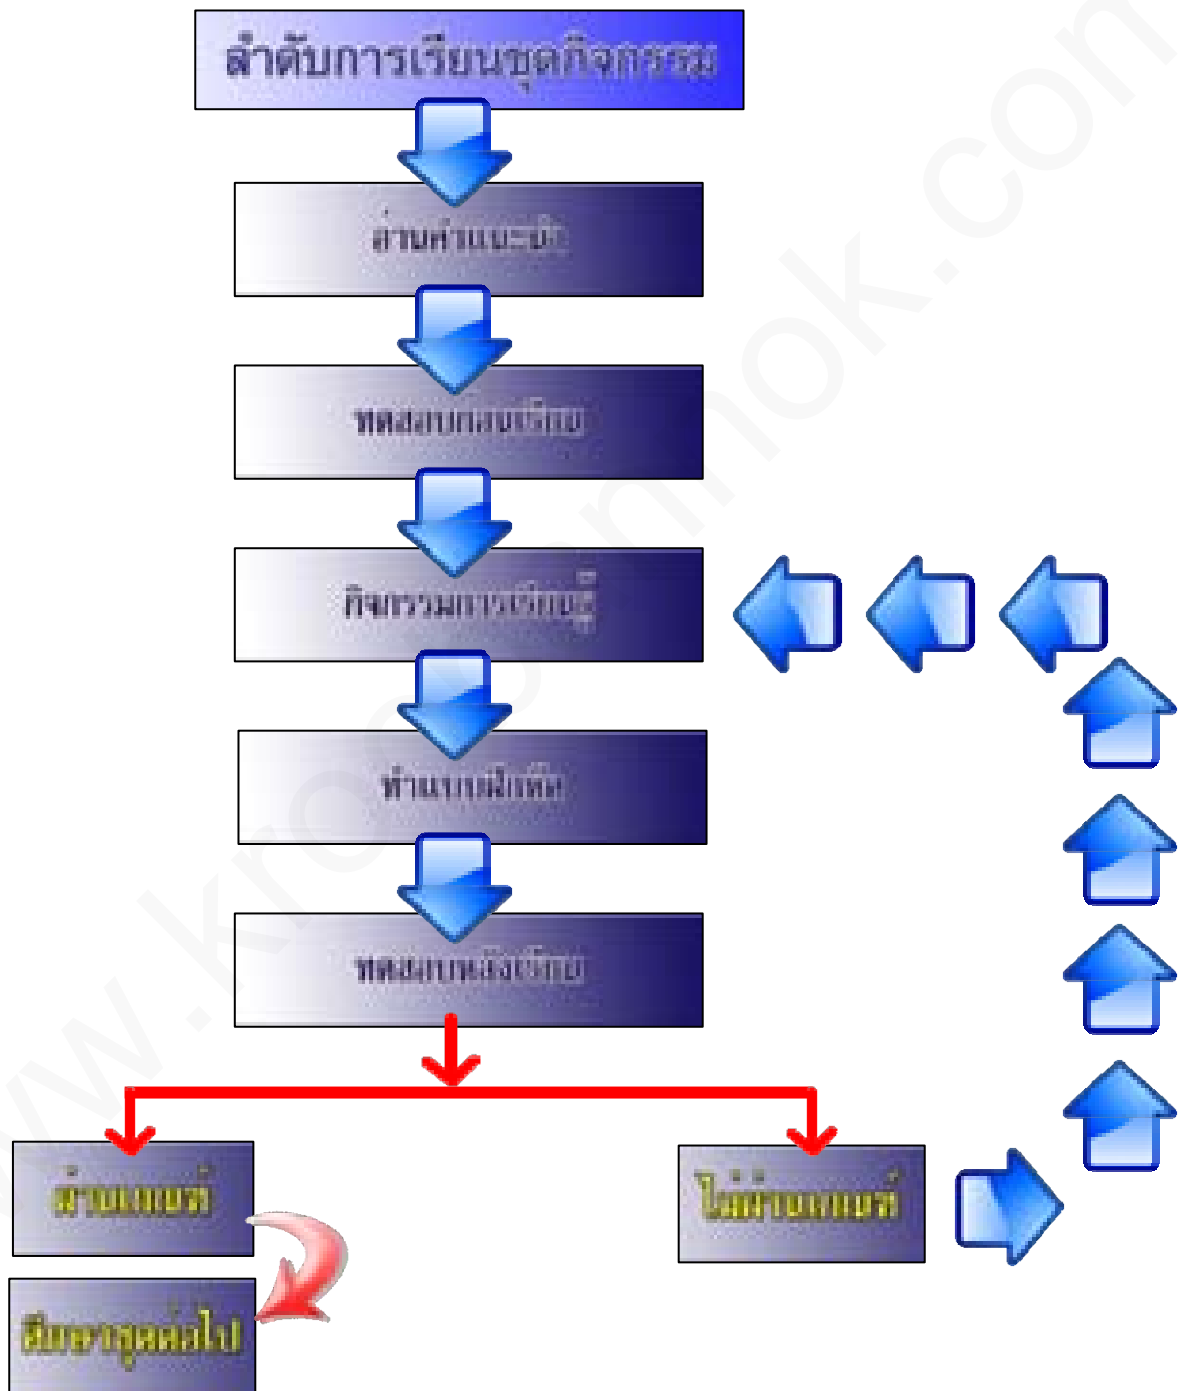 ลำดับการเรียนชุดกิจกรรม
อ่านคำแนะนำ
ทดสอบก่อนเรียน
กิจกรรมการเรียนรู้
ทำแบบฝึกหัด
ทดสอบหลังเรียน
ผ่านเกณฑ์
ไม่ผ่านเกณฑ์
ศึกษาชุดต่อไป